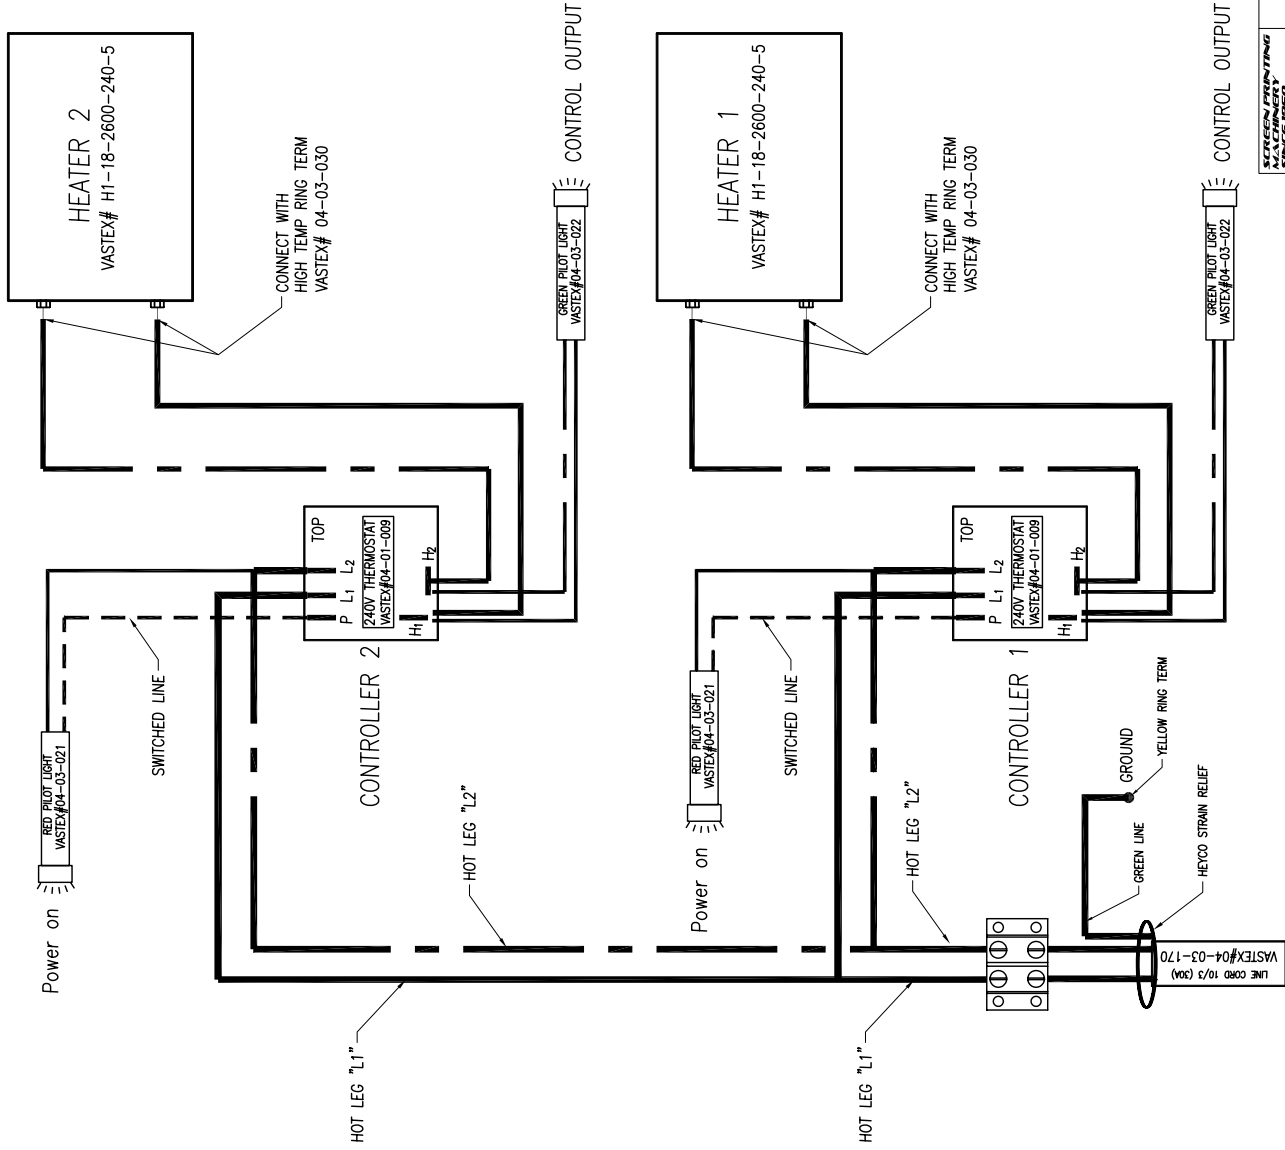 HEATER 2
VASTEX# H1-18-2600-240-5
CONNECT WITH
HIGH TEMP RING TERM
VASTEX# 04-03-030
GREEN PILOT LIGHT
VASTEX#04-03-022
CONTROL OUTPUT
TOP
P L1 L2
240V THERMOSTAT
VASTEX#04-01-009
H1 H2
CONTROLLER 2
SWITCHED LINE
RED PILOT LIGHT
VASTEX#04-03-021
Power on
HOT LEG "L2"
HOT LEG "L1"
HEATER 1
VASTEX# H1-18-2600-240-5
CONNECT WITH
HIGH TEMP RING TERM
VASTEX# 04-03-030
GREEN PILOT LIGHT
VASTEX#04-03-022
CONTROL OUTPUT
TOP
P L1 L2
240V THERMOSTAT
VASTEX#04-01-009
H1 H2
CONTROLLER 1
SWITCHED LINE
RED PILOT LIGHT
VASTEX#04-03-021
Power on
HOT LEG "L2"
HOT LEG "L1"
GROUND
YELLOW RING TERM
GREEN LINE
HEYCO STRAIN RELIEF
LINE CORD 10/3 (30A)
VASTEX#04-03-170
SCREEN PRINTING
MACHINERY
SINCE 1960